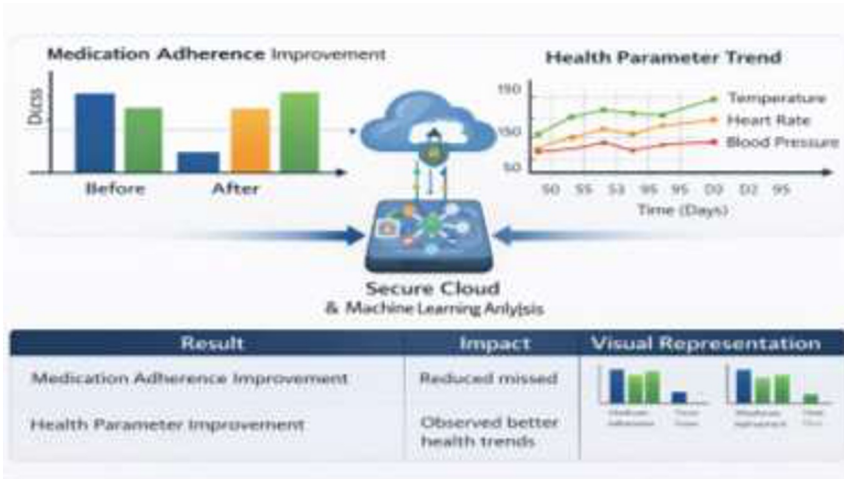 Medication Adherence Improvement
Before
After
Health Parameter Trend
150
150
50
Temperature
Heart Rate
Blood Pressure
50 55 53 95 95 D0 D2 95
Time (Days)
Secure Cloud
& Machine Learning Anlyjsis
Result Impact Visual Representation
Medication Adherence Improvement Reduced missed
Health Parameter Improvement Observed better
health trends